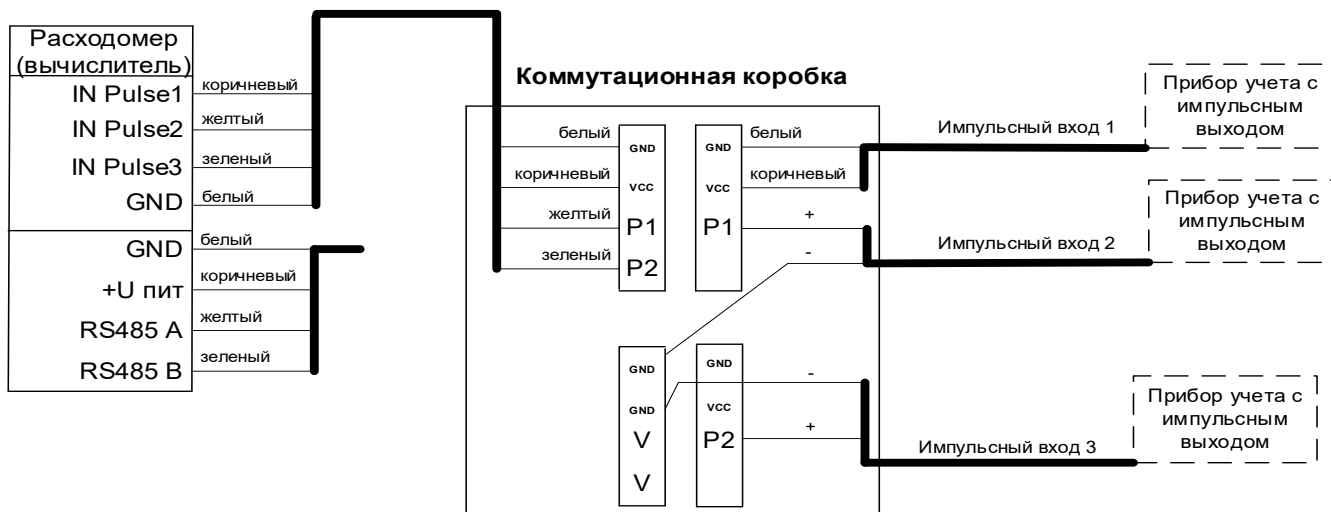 Расходомер
(вычислитель)
IN Pulse1
коричневый
IN Pulse2
желтый
IN Pulse3
зеленый
GND
белый
GND
белый
+U пит
коричневый
RS485 A
желтый
RS485 B
зеленый
Коммутационная коробка
белый
GND
коричневый
VCC
желтый
P1
зеленый
P2
GND
белый
VCC
коричневый
P1
+
-
GND
GND
V
V
GND
-
VCC
P2
+
Импульсный вход 1
Прибор учета с
импульсным
выходом
Импульсный вход 2
Прибор учета с
импульсным
выходом
Импульсный вход 3
Прибор учета с
импульсным
выходом